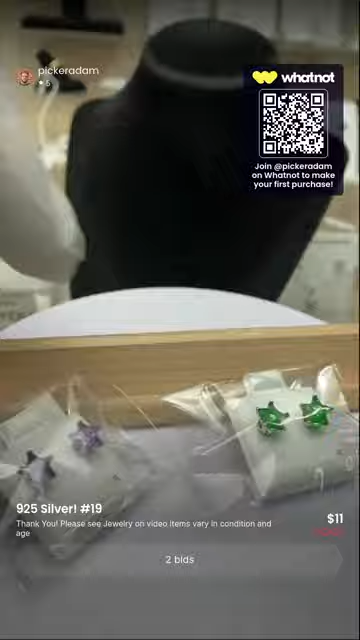 pickeradam
5
whatnot
Join @pickeradam
on Whatnot to make
your first purchase!
925 Silver! #19
Thank You! Please see Jewelry on video items vary in condition and
age
$11
2 bids